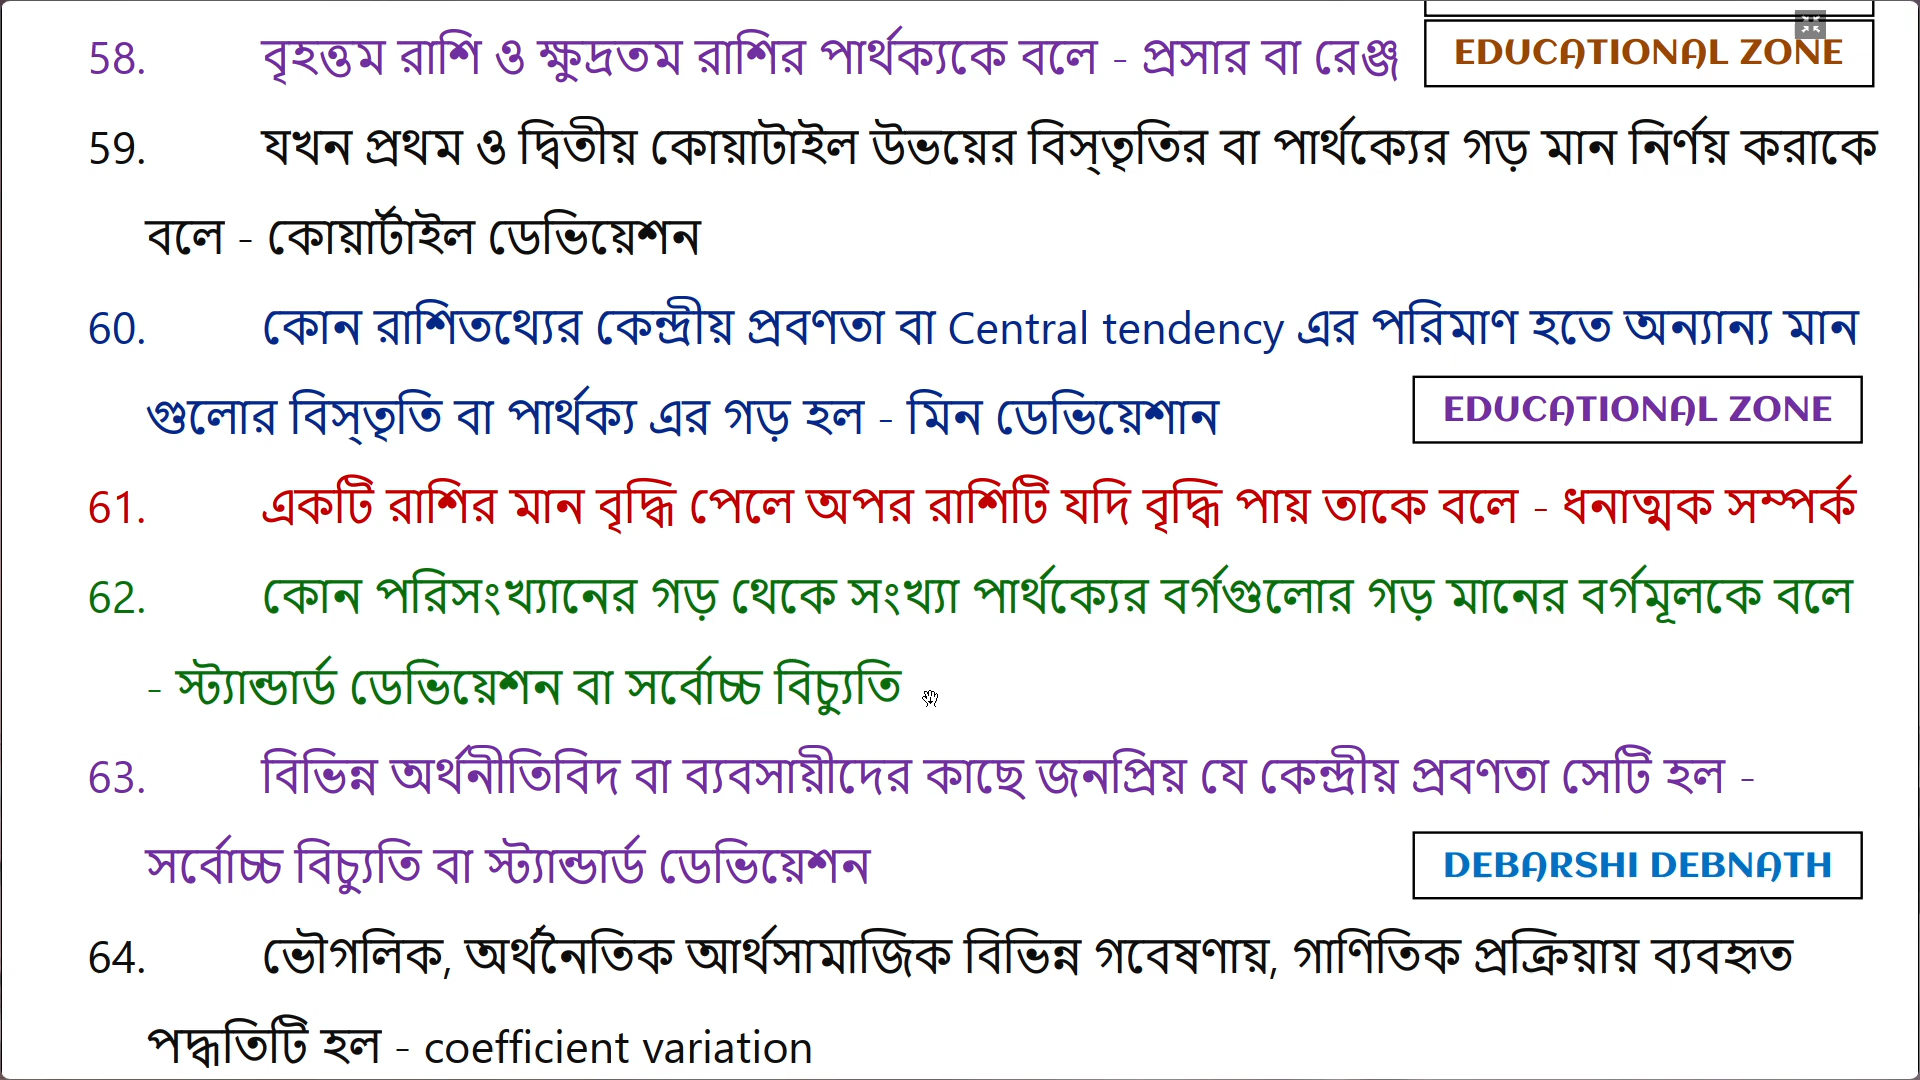 58. বৃহত্তম রাশি ও ক্ষুদ্রতম রাশির পার্থক্যকে বলে - প্রসার বা রেঞ্জ
EDUCATIONAL ZONE
59. যখন প্রথম ও দ্বিতীয় কোয়াটাইল উভয়ের বিস্তৃতির বা পার্থক্যের গড় মান নির্ণয় করাকে
বলে - কোয়ার্টাইল ডেভিয়েশন
60. কোন রাশিতথ্যের কেন্দ্রীয় প্রবণতা বা Central tendency এর পরিমাণ হতে অন্যান্য মান
গুলোর বিস্তৃতি বা পার্থক্য এর গড় হল - মিন ডেভিয়েশান
EDUCATIONAL ZONE
61. একটি রাশির মান বৃদ্ধি পেলে অপর রাশিটি যদি বৃদ্ধি পায় তাকে বলে - ধনাত্মক সম্পর্ক
62. কোন পরিসংখ্যানের গড় থেকে সংখ্যা পার্থক্যের বর্গগুলোর গড় মানের বর্গমূলকে বলে
- স্ট্যান্ডার্ড ডেভিয়েশন বা সর্বোচ্চ বিচ্যুতি
63. বিভিন্ন অর্থনীতিবিদ বা ব্যবসায়ীদের কাছে জনপ্রিয় যে কেন্দ্রীয় প্রবণতা সেটি হল -
সর্বোচ্চ বিচ্যুতি বা স্ট্যান্ডার্ড ডেভিয়েশন
DEBARSHI DEBNATH
64. ভৌগলিক, অর্থনৈতিক আর্থসামাজিক বিভিন্ন গবেষণায়, গাণিতিক প্রক্রিয়ায় ব্যবহৃত
পদ্ধতিটি হল - coefficient variation